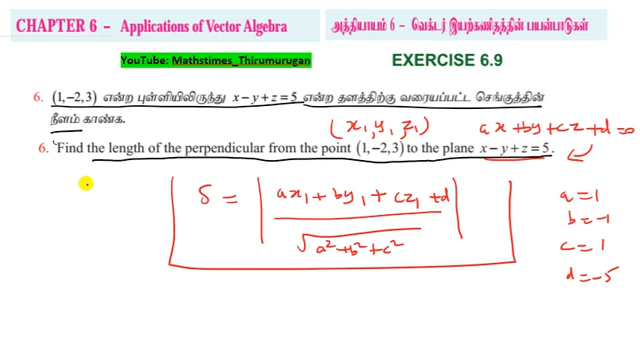 CHAPTER 6 - Applications of Vector Algebra
அத்தியாயம் 6 – வெக்டர் இயற்கணிதத்தின் பயன்பாடுகள்
YouTube: Mathstimes_Thirumurugan
EXERCISE 6.9
6. (1,−2,3) என்ற புள்ளியிலிருந்து x−y+z=5 என்ற தளத்திற்கு வரையப்பட்ட செங்குத்தின்
நீளம் காண்க.
(x₁, y₁, z₁) ax+by+cz+d=0
6. Find the length of the perpendicular from the point (1,−2,3) to the plane x−y+z=5.
δ = | ax₁ + by₁ + cz₁ + d |
√a²+b²+c²
a = 1
b = −1
c = 1
d = −5